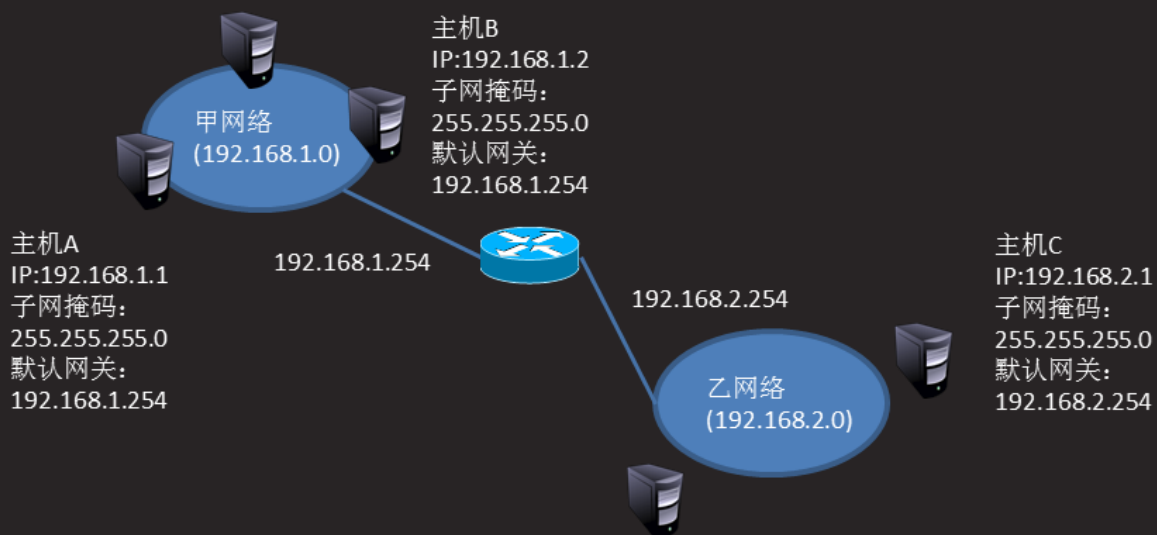 主机B
IP:192.168.1.2
子网掩码：
255.255.255.0
默认网关：
192.168.1.254
甲网络
(192.168.1.0)
主机A
IP:192.168.1.1
子网掩码：
255.255.255.0
默认网关：
192.168.1.254
192.168.1.254
192.168.2.254
主机C
IP:192.168.2.1
子网掩码：
255.255.255.0
默认网关：
192.168.2.254
乙网络
(192.168.2.0)